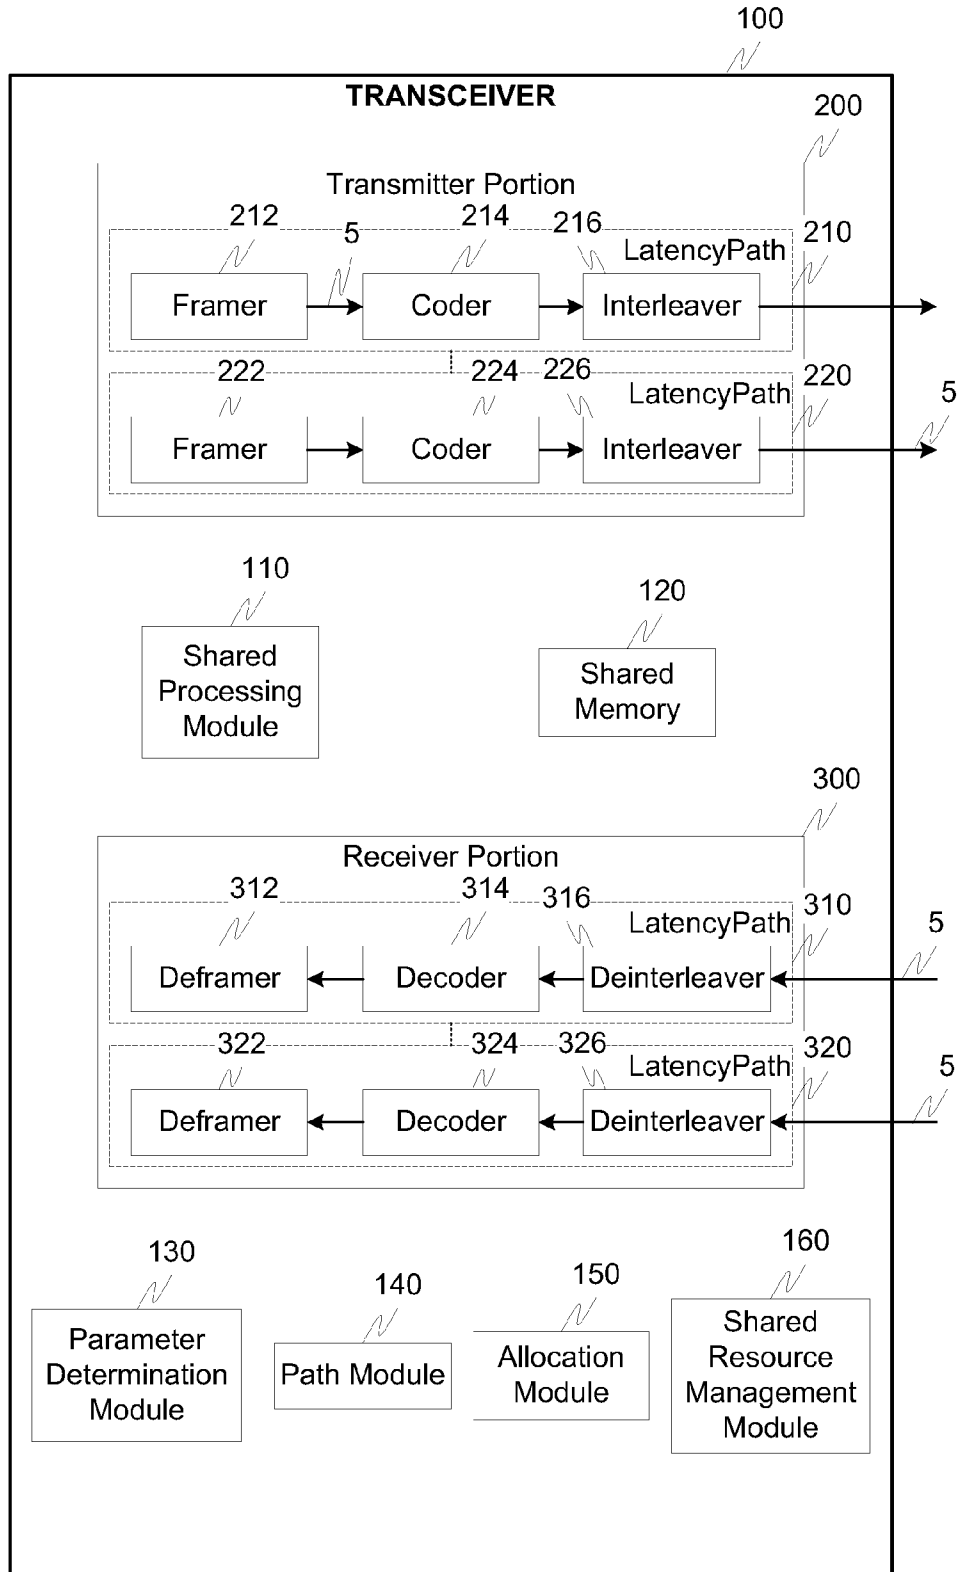 100
TRANSCEIVER
200
Transmitter Portion
212
5
214
216
210
LatencyPath
Framer
Coder
Interleaver
222
224
226
220
LatencyPath
5
Framer
Coder
Interleaver
110
Shared
Processing
Module
120
Shared
Memory
300
Receiver Portion
312
314
316
310
LatencyPath
5
Deframer
Decoder
Deinterleaver
322
324
326
320
LatencyPath
5
Deframer
Decoder
Deinterleaver
130
Parameter
Determination
Module
140
Path Module
150
Allocation
Module
160
Shared
Resource
Management
Module